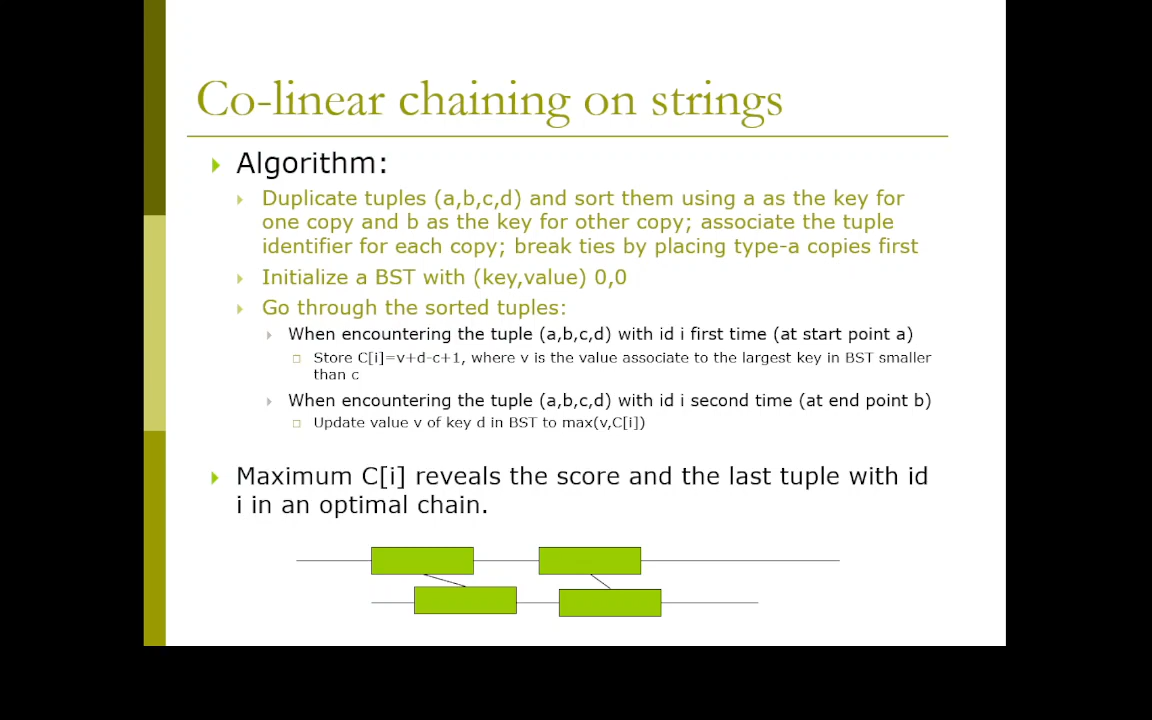 Co-linear chaining on strings
Algorithm:
Duplicate tuples (a,b,c,d) and sort them using a as the key for
one copy and b as the key for other copy; associate the tuple
identifier for each copy; break ties by placing type-a copies first
Initialize a BST with (key,value) 0,0
Go through the sorted tuples:
When encountering the tuple (a,b,c,d) with id i first time (at start point a)
Store C[i]=v+d-c+1, where v is the value associate to the largest key in BST smaller
than c
When encountering the tuple (a,b,c,d) with id i second time (at end point b)
Update value v of key d in BST to max(v,C[i])
Maximum C[i] reveals the score and the last tuple with id
i in an optimal chain.